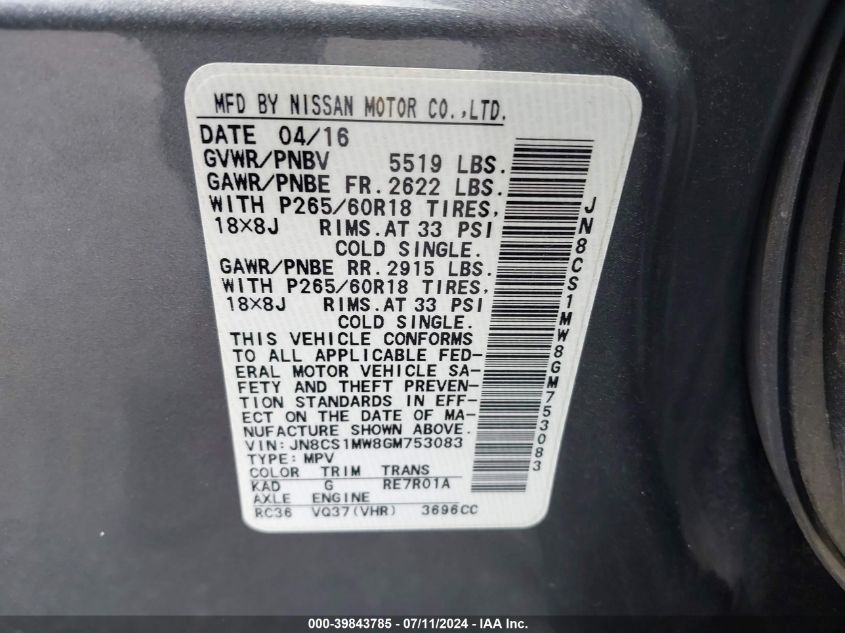 MFD BY NISSAN MOTOR CO.,LTD.
DATE 04/16
GVWR/PNBV 5519 LBS.
GAWR/PNBE FR. 2622 LBS.
WITH P265/60R18 TIRES,
18×8J RIMS. AT 33 PSI
COLD SINGLE.
GAWR/PNBE RR. 2915 LBS.
WITH P265/60R18 TIRES,
18×8J RIMS. AT 33 PSI
COLD SINGLE.
THIS VEHICLE CONFORMS
TO ALL APPLICABLE FED-
ERAL MOTOR VEHICLE SA-
FETY AND THEFT PREVEN-
TION STANDARDS IN EFF-
ECT ON THE DATE OF MA-
NUFACTURE SHOWN ABOVE.
VIN: JN8CS1MW8GM753083
TYPE: MPV
COLOR TRIM TRANS
KAD G RE7R01A
AXLE ENGINE
RC36 VQ37(VHR) 3696CC
JN8CS1MW8GM753083
000-39843785 - 07/11/2024 - IAA Inc.